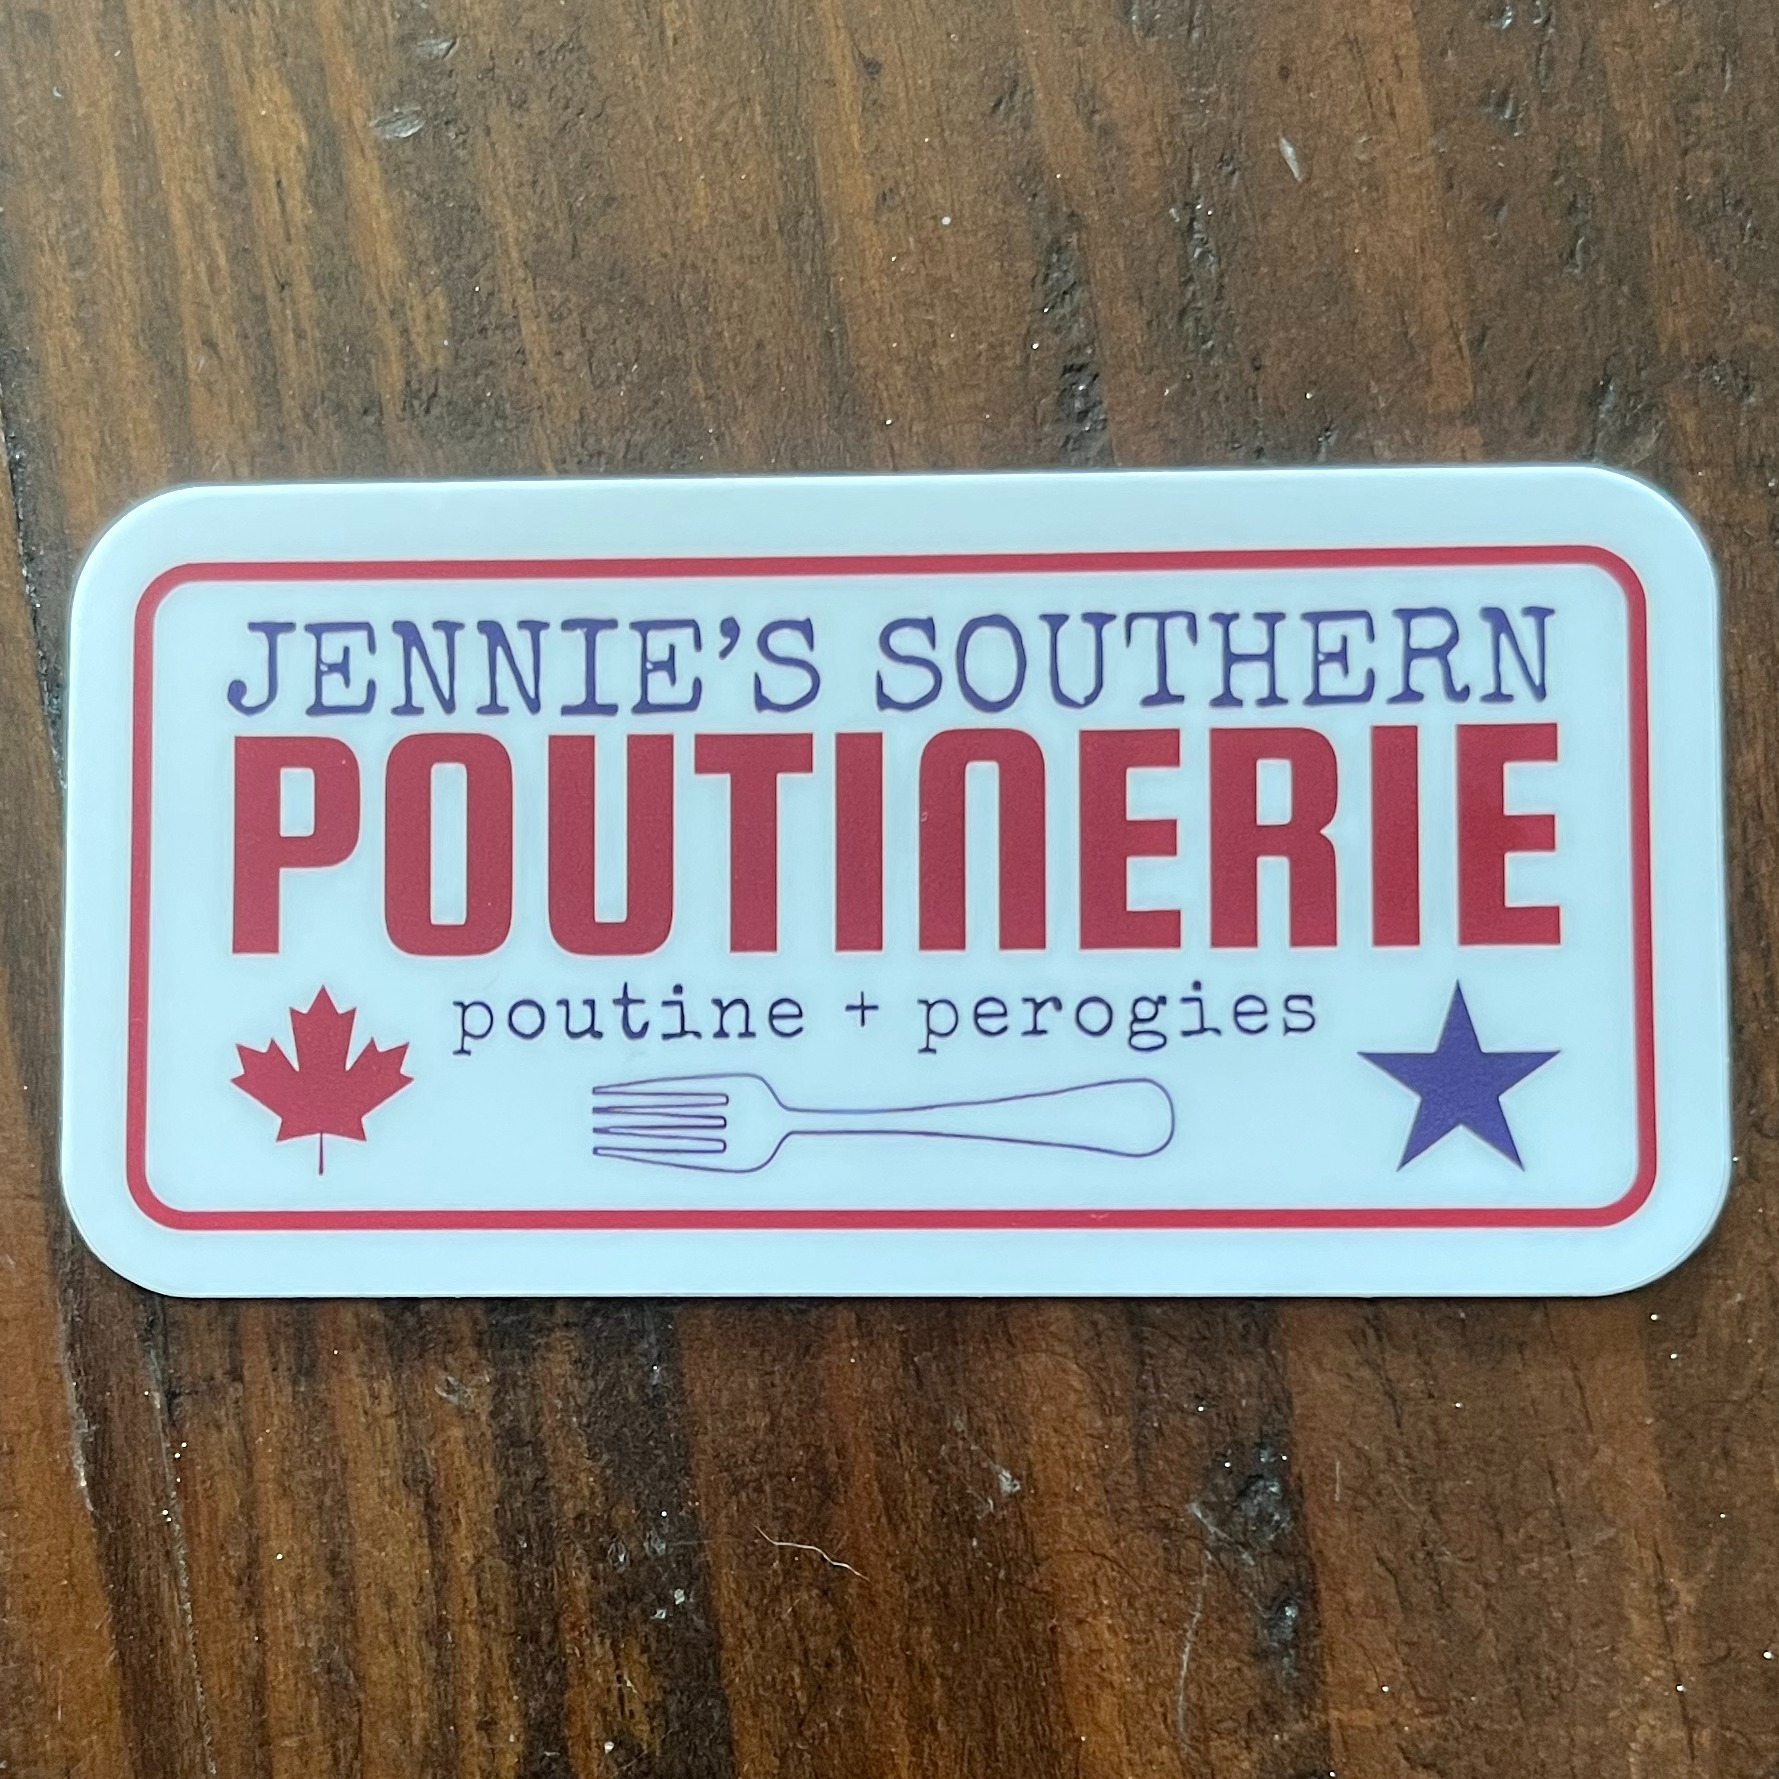 JENNIE'S SOUTHERN
POUTINERIE
poutine + perogies